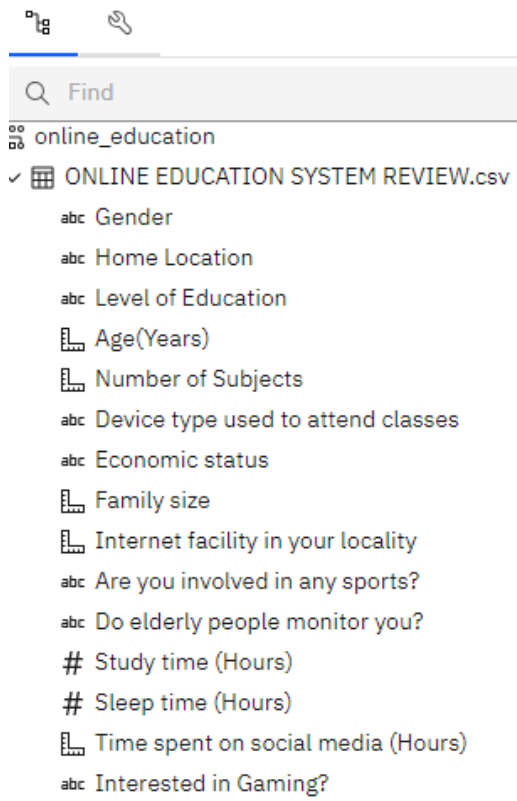 Find
online_education
ONLINE EDUCATION SYSTEM REVIEW.csv
abc Gender
abc Home Location
abc Level of Education
Age(Years)
Number of Subjects
abc Device type used to attend classes
abc Economic status
Family size
Internet facility in your locality
abc Are you involved in any sports?
abc Do elderly people monitor you?
# Study time (Hours)
# Sleep time (Hours)
Time spent on social media (Hours)
abc Interested in Gaming?